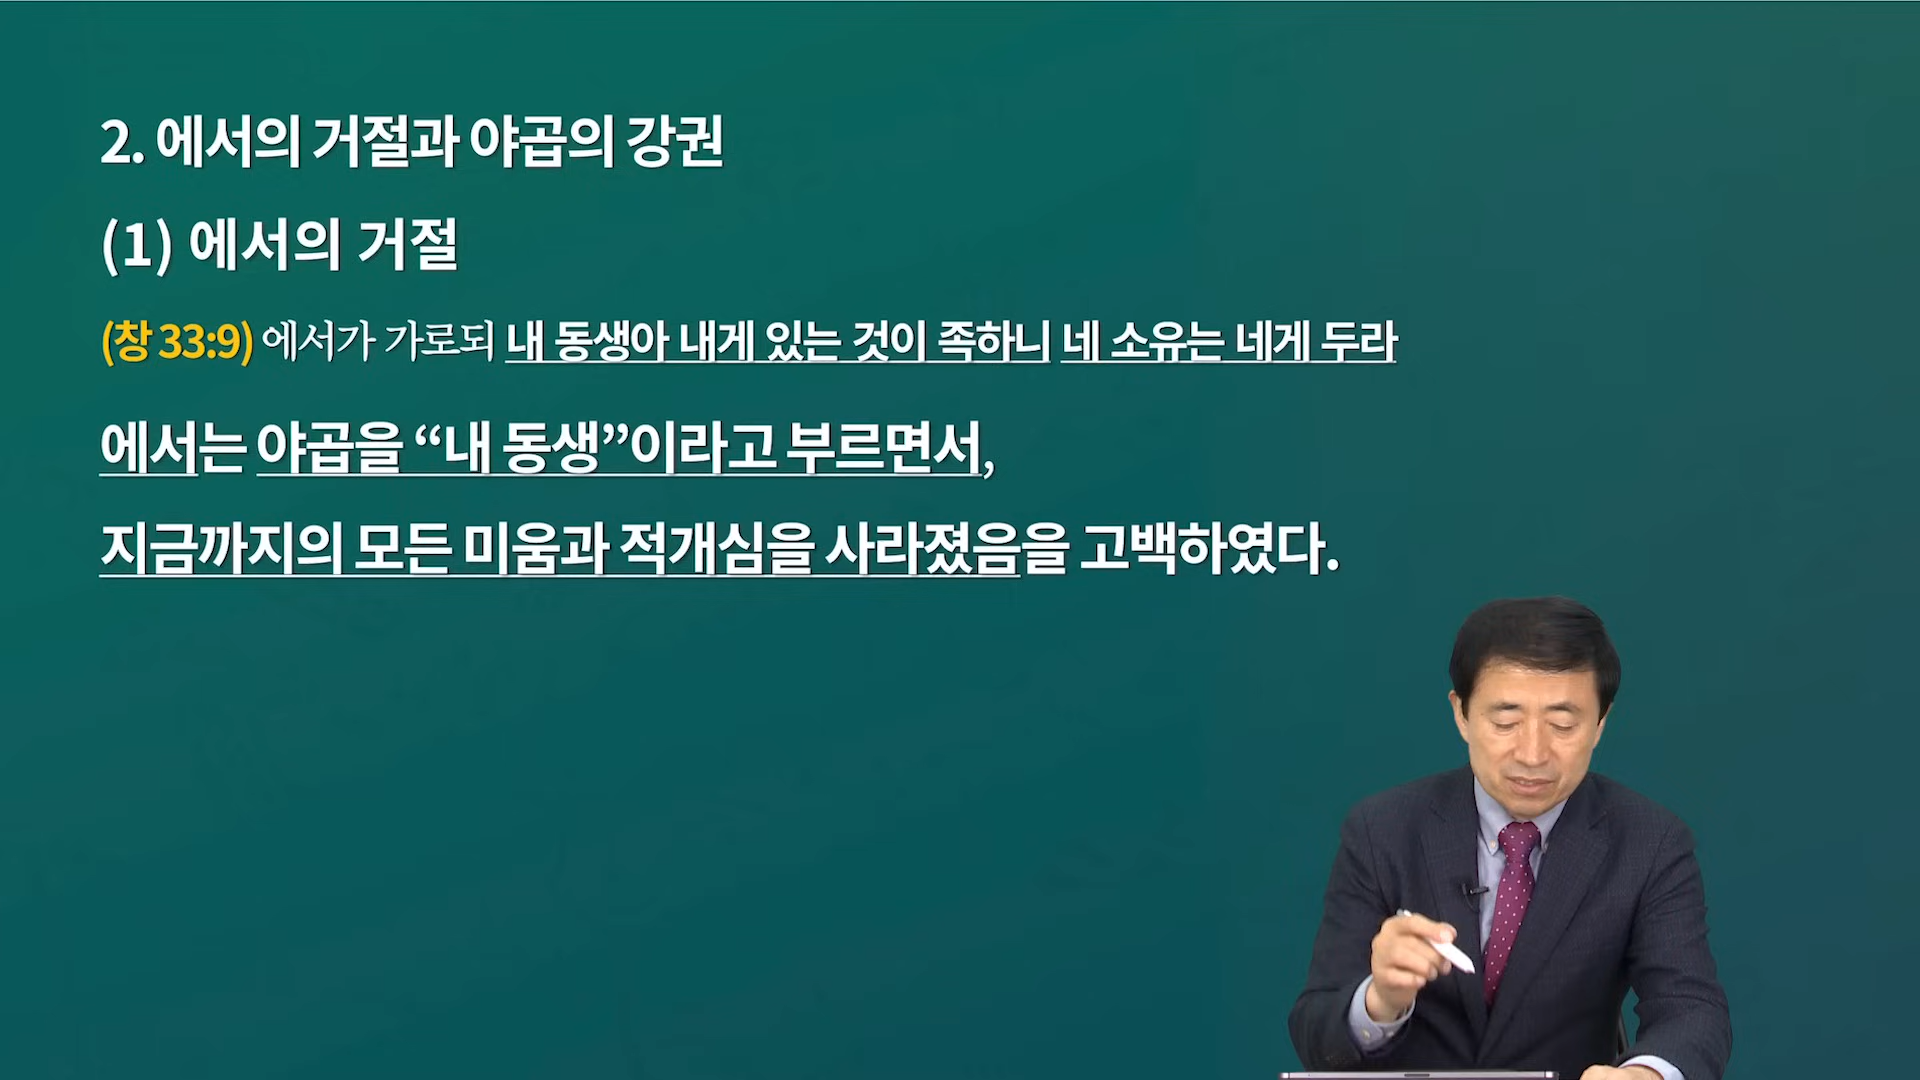 2. 에서의 거절과 야곱의 강권
(1) 에서의 거절
(창 33:9) 에서가 가로되 내 동생아 내게 있는 것이 족하니 네 소유는 네게 두라
에서는 야곱을 “내 동생”이라고 부르면서,
지금까지의 모든 미움과 적개심을 사라졌음을 고백하였다.